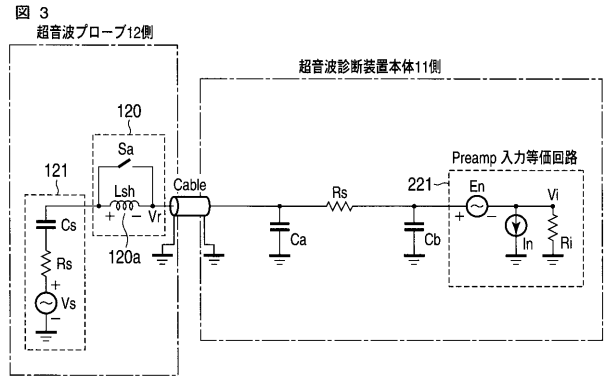 図 3
超音波プローブ12側
超音波診断装置本体11側
120
Sa
Lsh
+ −
Vr
120a
121
Cs
Rs
+
Vs
−
Cable
Ca
Rs
Cb
Preamp 入力等価回路
221
En
+ −
Vi
In
Ri